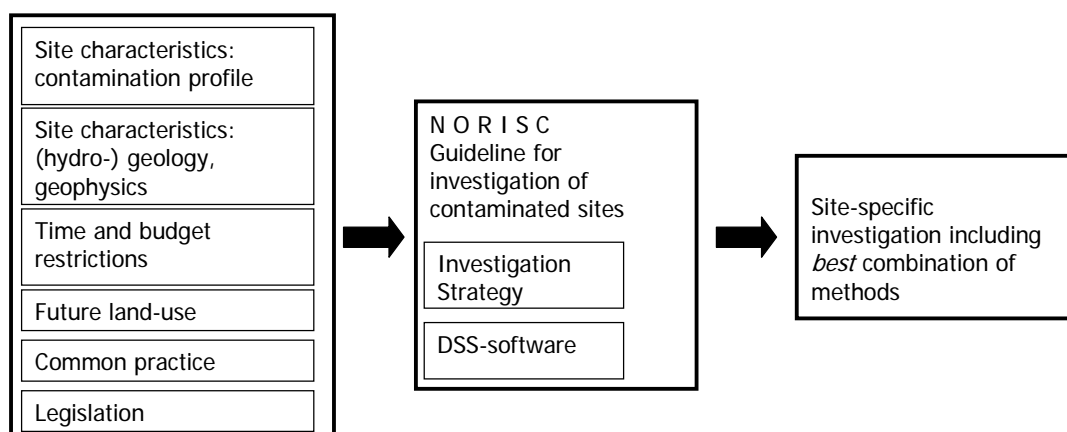 Site characteristics:
contamination profile
Site characteristics:
(hydro-) geology,
geophysics
Time and budget
restrictions
Future land-use
Common practice
Legislation
N O R I S C
Guideline for
investigation of
contaminated sites
Investigation
Strategy
DSS-software
Site-specific
investigation including
best combination of
methods